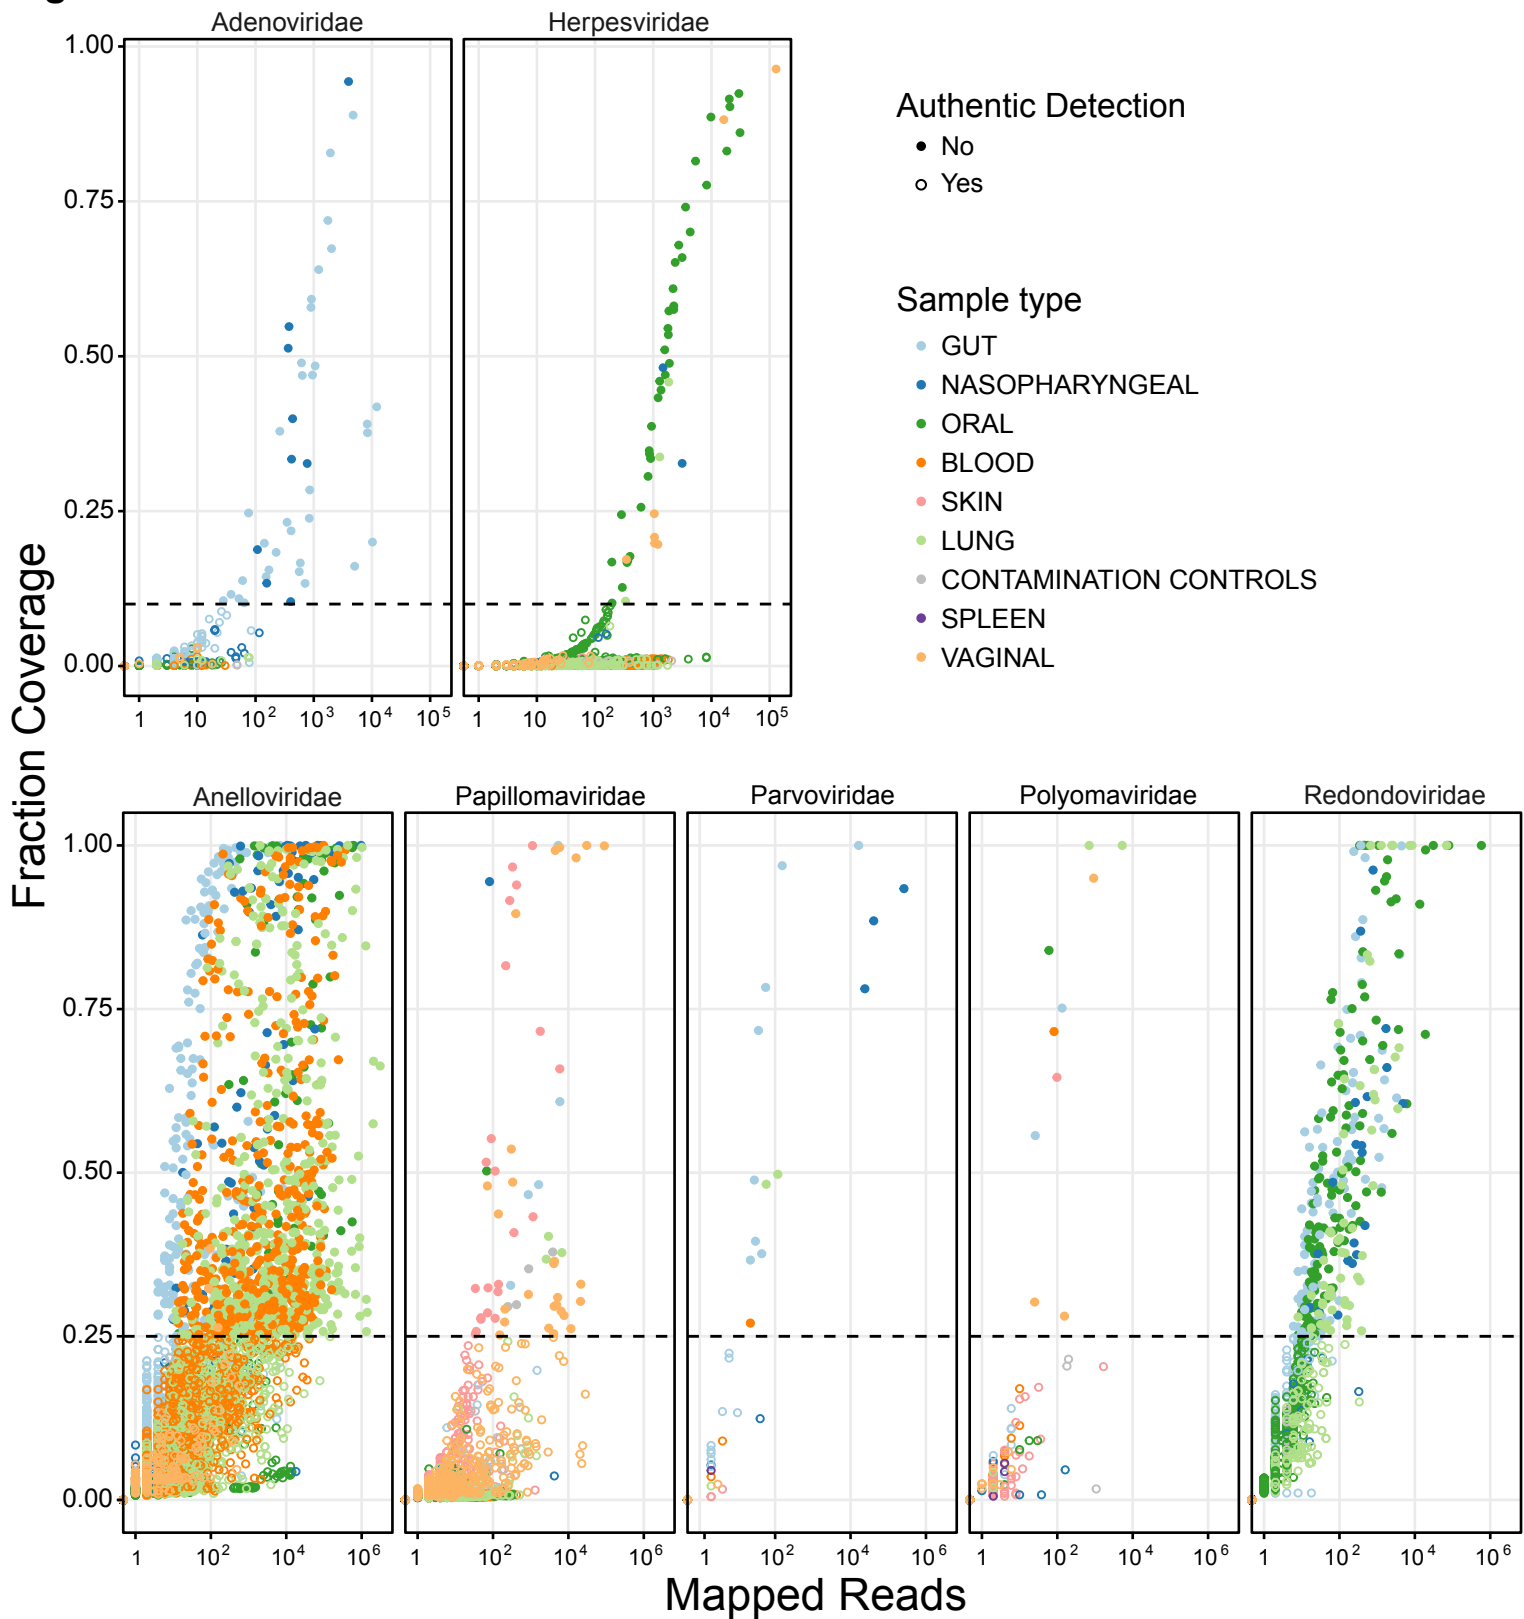 Adenoviridae
Herpesviridae
1.00
0.75
0.50
0.25
0.00
1 10 10² 10³ 10⁴ 10⁵
1 10 10² 10³ 10⁴ 10⁵
Authentic Detection
No
Yes
Sample type
GUT
NASOPHARYNGEAL
ORAL
BLOOD
SKIN
LUNG
CONTAMINATION CONTROLS
SPLEEN
VAGINAL
Fraction Coverage
Anelloviridae
Papillomaviridae
Parvoviridae
Polyomaviridae
Redondoviridae
1.00
0.75
0.50
0.25
0.00
1 10² 10⁴ 10⁶
1 10² 10⁴ 10⁶
1 10² 10⁴ 10⁶
1 10² 10⁴ 10⁶
1 10² 10⁴ 10⁶
Mapped Reads